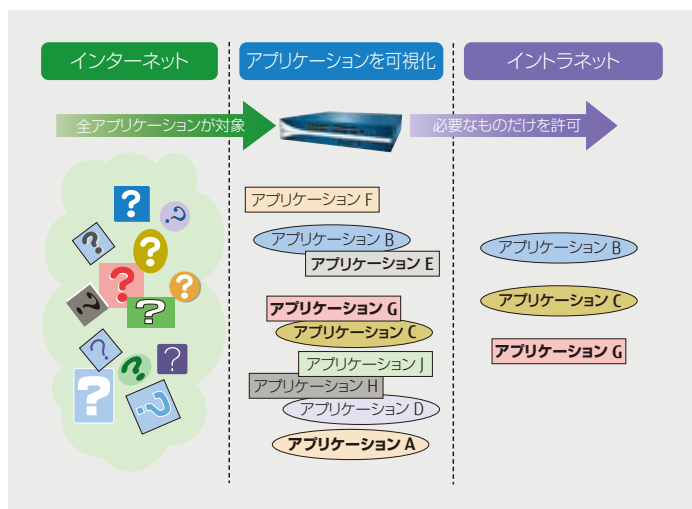 インターネット
アプリケーションを可視化
イントラネット
全アプリケーションが対象
必要なものだけを許可
?
?
?
?
?
?
?
?
?
?
?
?
?
アプリケーション F
アプリケーション B
アプリケーション E
アプリケーション G
アプリケーション C
アプリケーション J
アプリケーション H
アプリケーション D
アプリケーション A
アプリケーション B
アプリケーション C
アプリケーション G